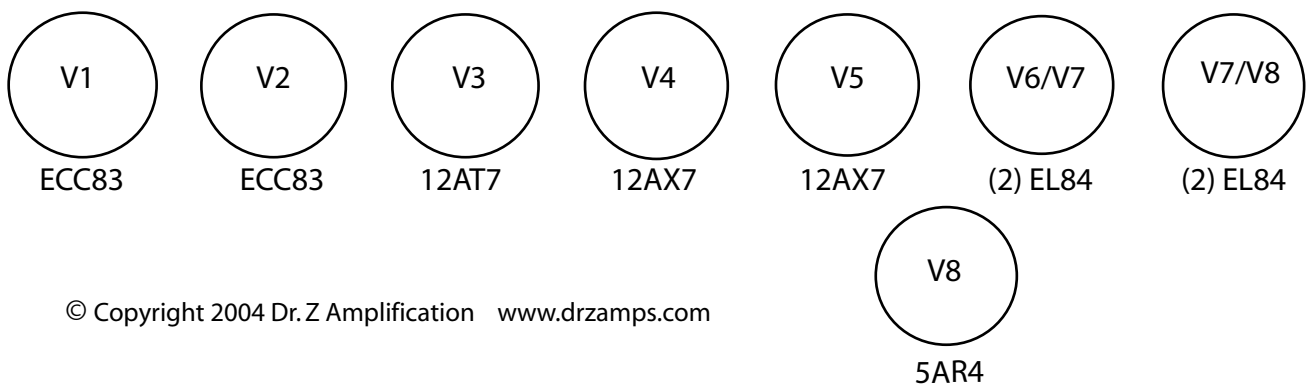 V1 V2 V3 V4 V5 V6/V7 V7/V8
ECC83 ECC83 12AT7 12AX7 12AX7 (2) EL84 (2) EL84
V8
© Copyright 2004 Dr. Z Amplification www.drzamps.com
5AR4